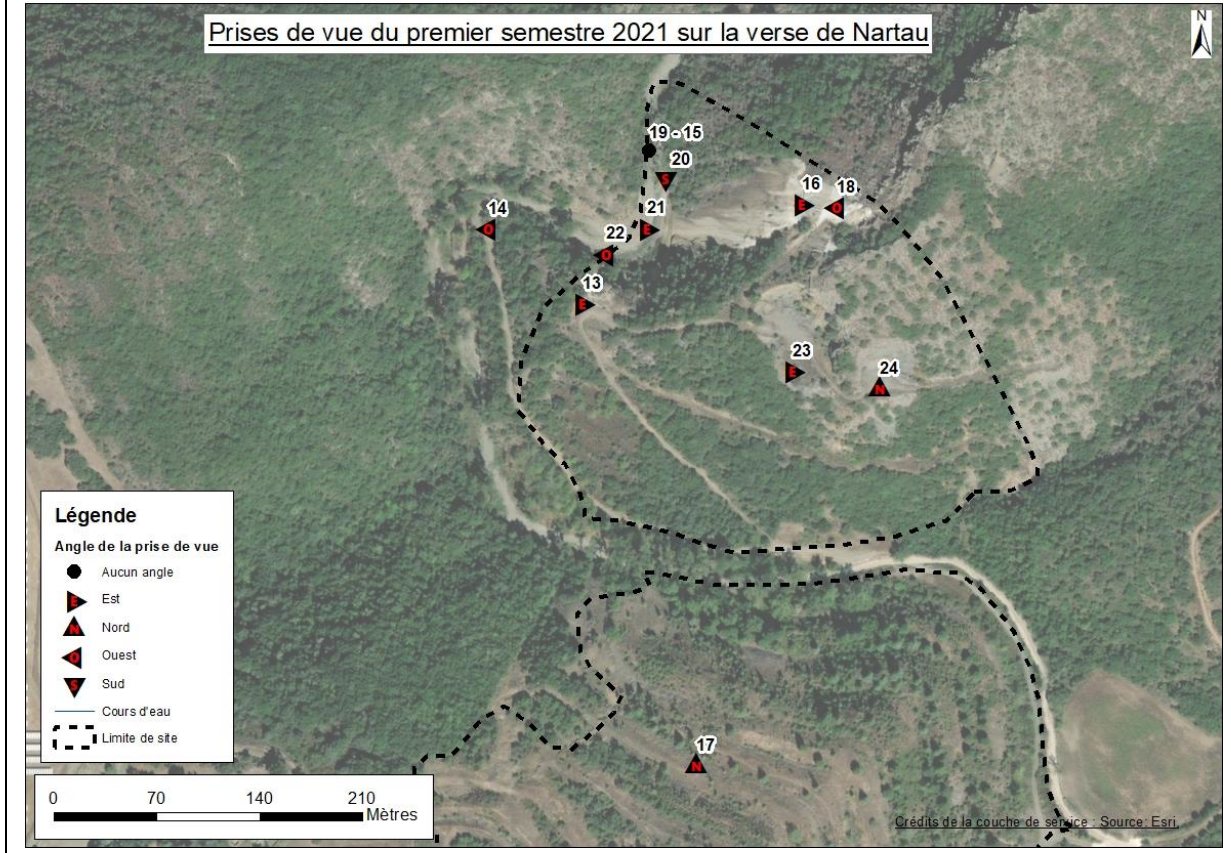 Prises de vue du premier semestre 2021 sur la verse de Nartau
N
19 - 15
20
S
16
18
E
O
14
21
O
E
22
O
13
E
23
24
E
N
Légende
Angle de la prise de vue
Aucun angle
E Est
N Nord
O Ouest
S Sud
Cours d'eau
Limite de site
17
N
0 70 140 210
Mètres
Crédits de la couche de service : Source: Esri,